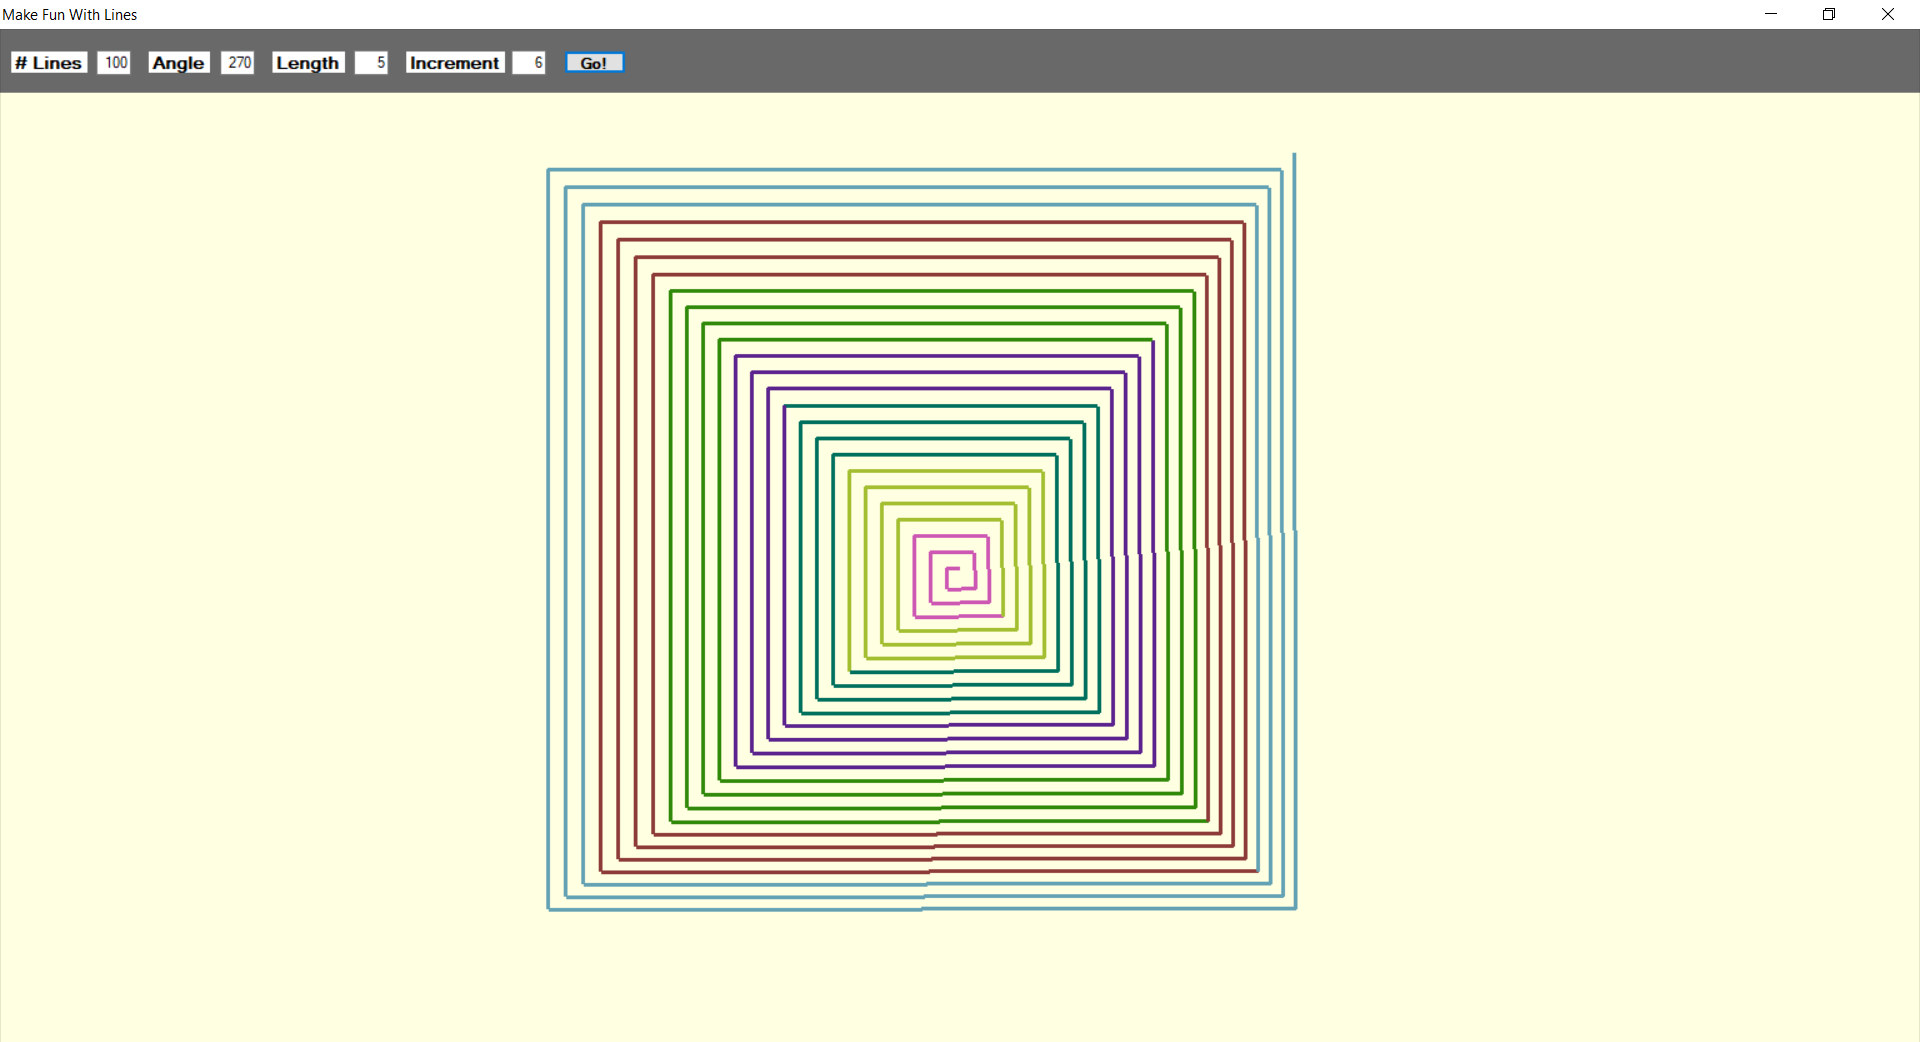 Make Fun With Lines
# Lines 100 Angle 270 Length 5 Increment 6 Go!